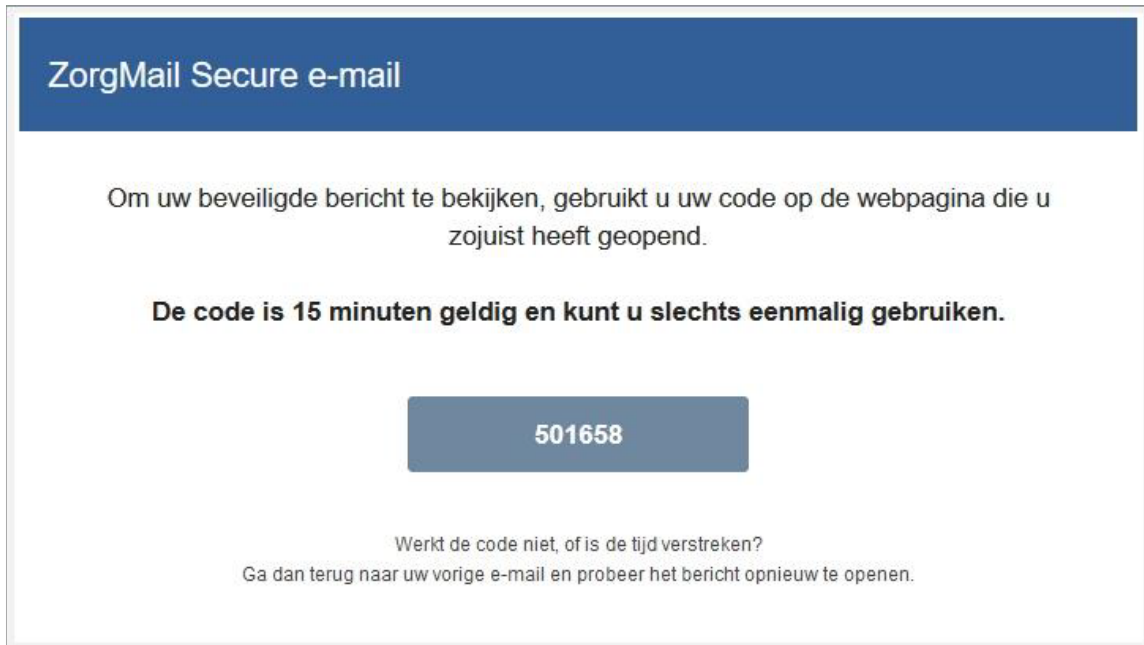 ZorgMail Secure e-mail
Om uw beveiligde bericht te bekijken, gebruikt u uw code op de webpagina die u
zojuist heeft geopend.
De code is 15 minuten geldig en kunt u slechts eenmalig gebruiken.
501658
Werkt de code niet, of is de tijd verstreken?
Ga dan terug naar uw vorige e-mail en probeer het bericht opnieuw te openen.